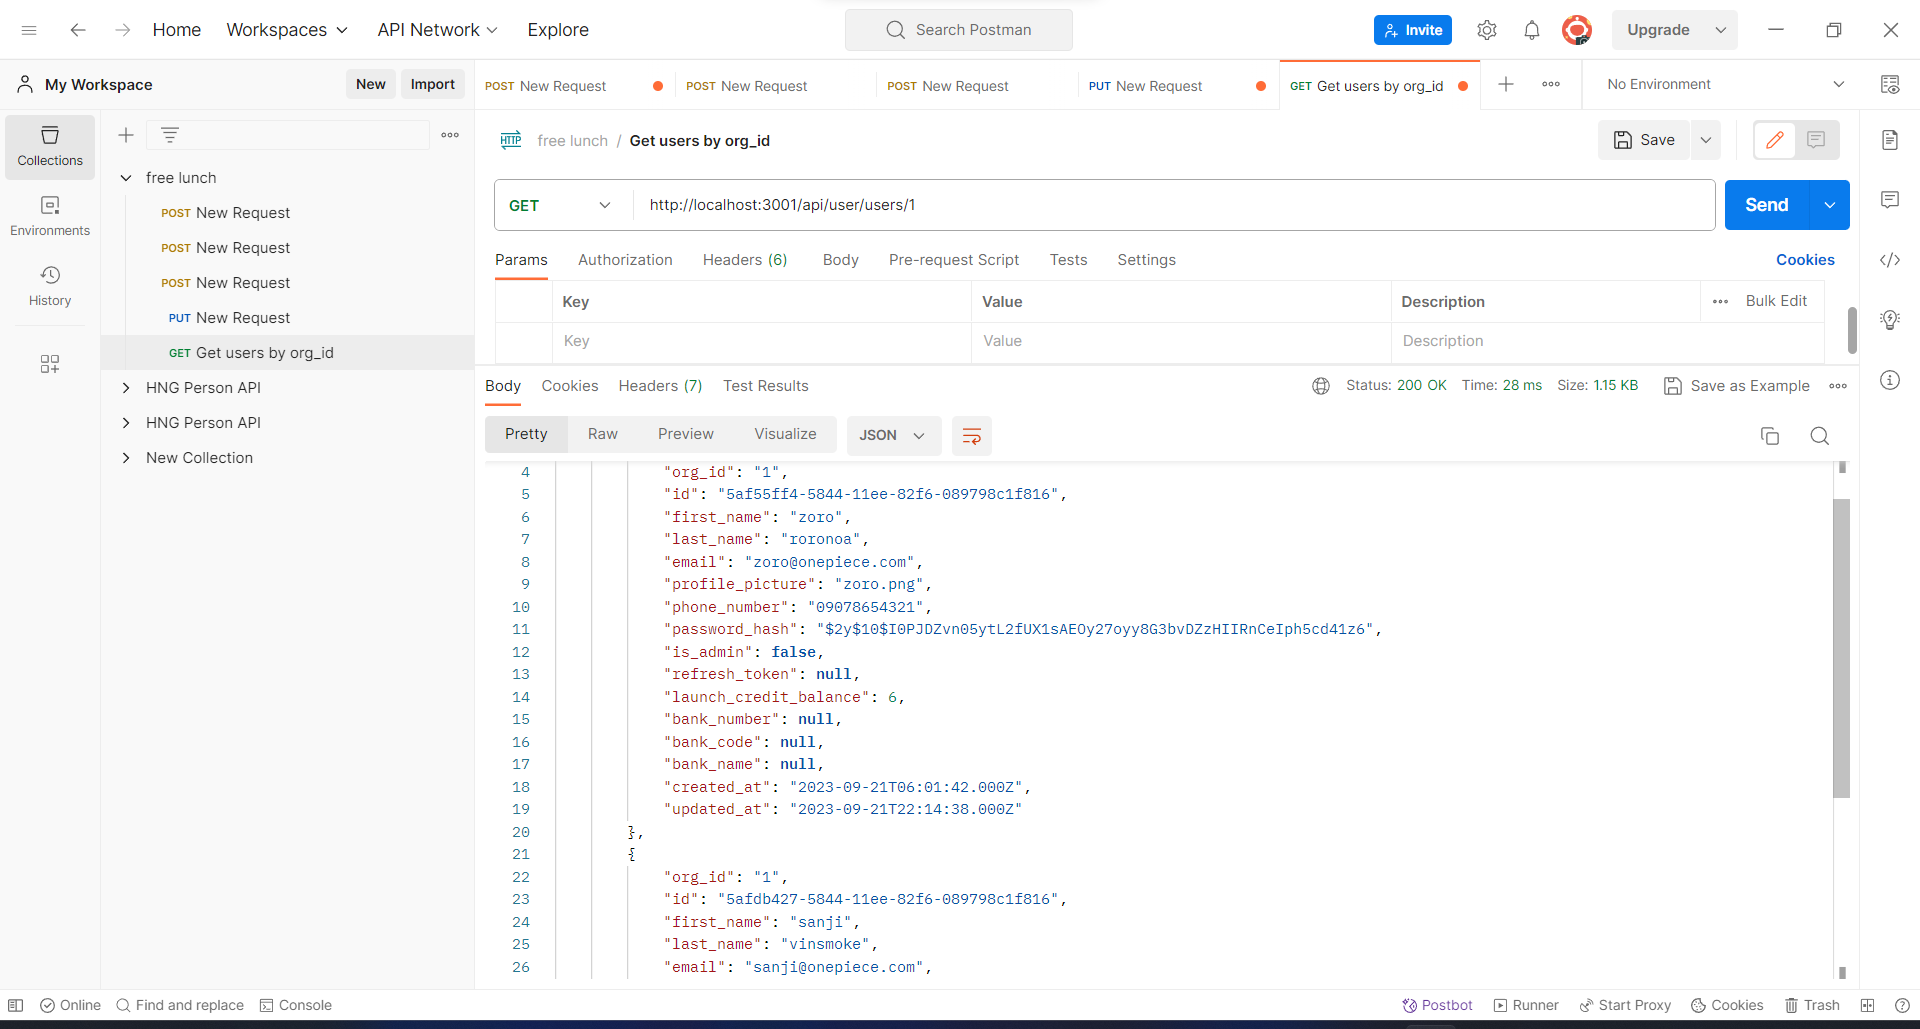 Home Workspaces API Network Explore Search Postman Invite Upgrade
My Workspace New Import POST New Request POST New Request POST New Request PUT New Request GET Get users by org_id No Environment
Collections
Environments
History
free lunch
POST New Request
POST New Request
POST New Request
PUT New Request
GET Get users by org_id
HNG Person API
HNG Person API
New Collection
HTTP free lunch / Get users by org_id Save
GET http://localhost:3001/api/user/users/1 Send
Params Authorization Headers (6) Body Pre-request Script Tests Settings Cookies
Key Value Description Bulk Edit
Key Value Description
Body Cookies Headers (7) Test Results Status: 200 OK Time: 28 ms Size: 1.15 KB Save as Example
Pretty Raw Preview Visualize JSON
4 "org_id": "1",
5 "id": "5af55ff4-5844-11ee-82f6-089798c1f816",
6 "first_name": "zoro",
7 "last_name": "roronoa",
8 "email": "zoro@onepiece.com",
9 "profile_picture": "zoro.png",
10 "phone_number": "09078654321",
11 "password_hash": "$2y$10$I0PJDZvn05ytL2fUX1sAEOy27oyy8G3bvDZzHIIRnCeIph5cd41z6",
12 "is_admin": false,
13 "refresh_token": null,
14 "launch_credit_balance": 6,
15 "bank_number": null,
16 "bank_code": null,
17 "bank_name": null,
18 "created_at": "2023-09-21T06:01:42.000Z",
19 "updated_at": "2023-09-21T22:14:38.000Z"
20 },
21 {
22 "org_id": "1",
23 "id": "5afdb427-5844-11ee-82f6-089798c1f816",
24 "first_name": "sanji",
25 "last_name": "vinsmoke",
26 "email": "sanji@onepiece.com",
Online Find and replace Console Postbot Runner Start Proxy Cookies Trash